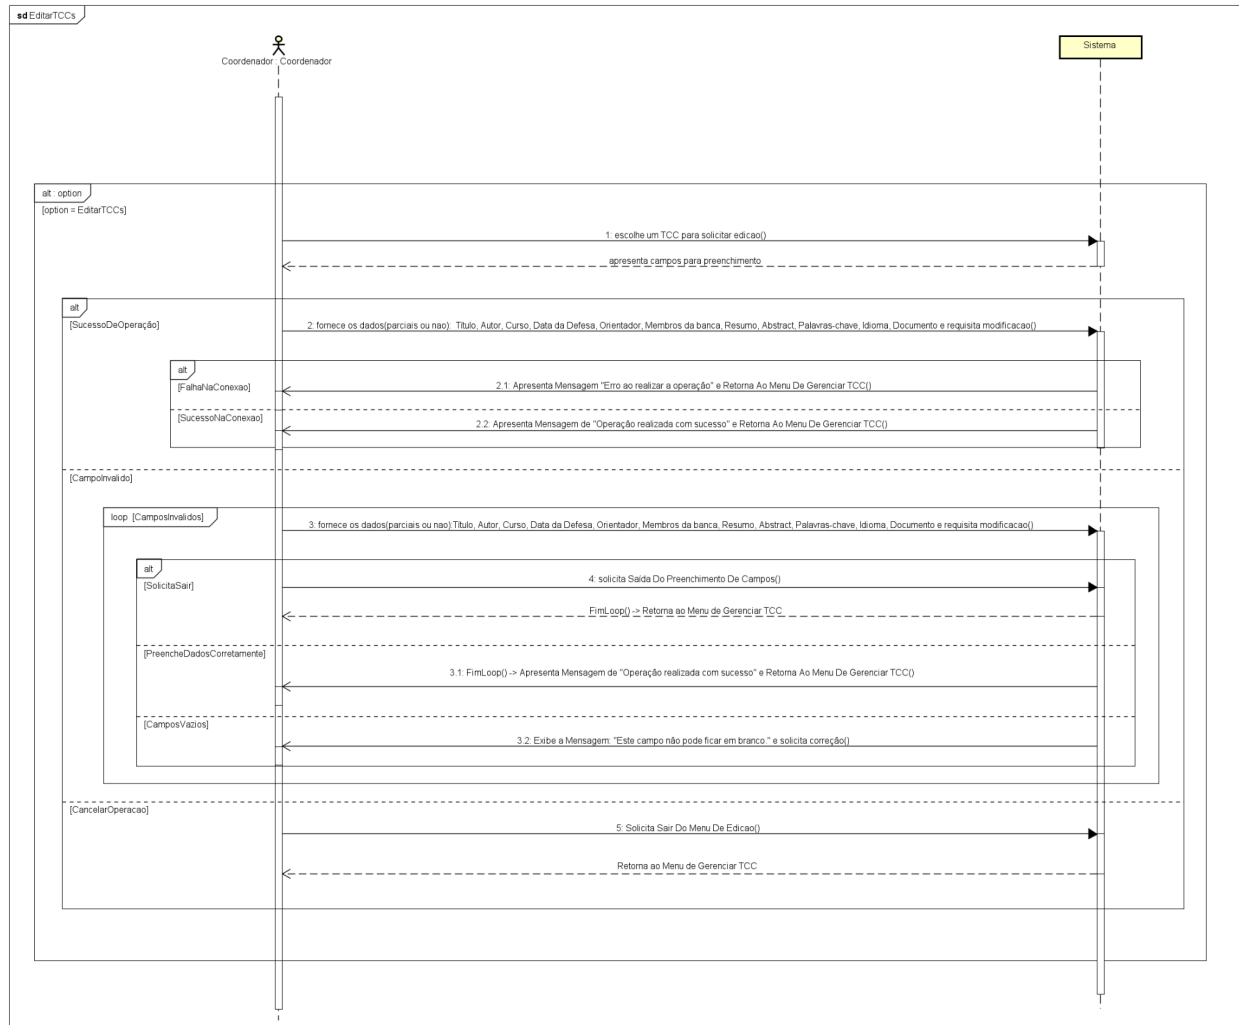 sd EditarTCCs
Coordenador : Coordenador
Sistema
alt : option
[option = EditarTCCs]
1: escolhe um TCC para solicitar edicao()
apresenta campos para preenchimento
alt
[SucessoDeOperação]
2: fornece os dados(parciais ou nao): Titulo, Autor, Curso, Data da Defesa, Orientador, Membros da banca, Resumo, Abstract, Palavras-chave, Idioma, Documento e requisita modificacao()
alt
[FalhaNaConexao]
2.1: Apresenta Mensagem "Erro ao realizar a operação" e Retorna Ao Menu De Gerenciar TCC()
[SucessoNaConexao]
2.2: Apresenta Mensagem de "Operação realizada com sucesso" e Retorna Ao Menu De Gerenciar TCC()
[CampoInvalido]
loop [CamposInvalidos]
3: fornece os dados(parciais ou nao):Titulo, Autor, Curso, Data da Defesa, Orientador, Membros da banca, Resumo, Abstract, Palavras-chave, Idioma, Documento e requisita modificacao()
alt
[SolicitaSair]
4: solicita Saída Do Preenchimento De Campos()
FimLoop() -> Retorna ao Menu de Gerenciar TCC
[PreencheDadosCorretamente]
3.1: FimLoop() -> Apresenta Mensagem de "Operação realizada com sucesso" e Retorna Ao Menu De Gerenciar TCC()
[CamposVazios]
3.2: Exibe a Mensagem: "Este campo não pode ficar em branco." e solicita correção()
[CancelarOperacao]
5: Solicita Sair Do Menu De Edicao()
Retorna ao Menu de Gerenciar TCC